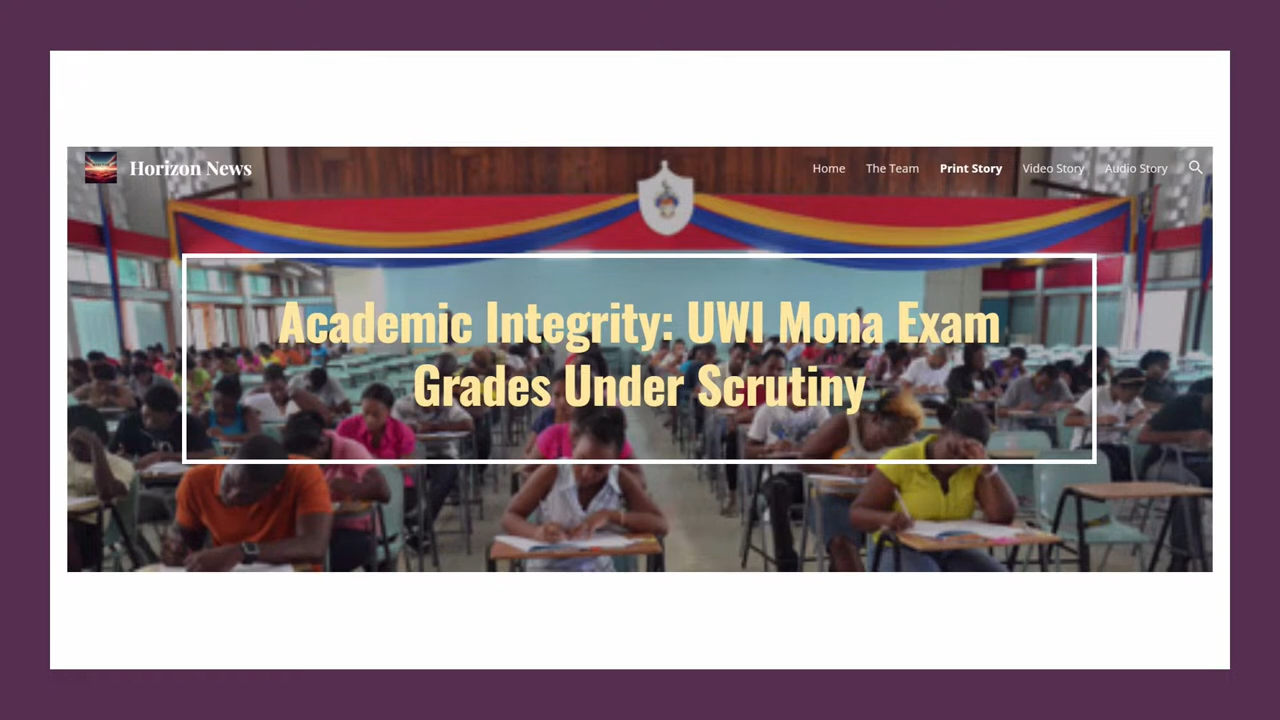 Horizon News
Home The Team Print Story Video Story Audio Story
Academic Integrity: UWI Mona Exam
Grades Under Scrutiny